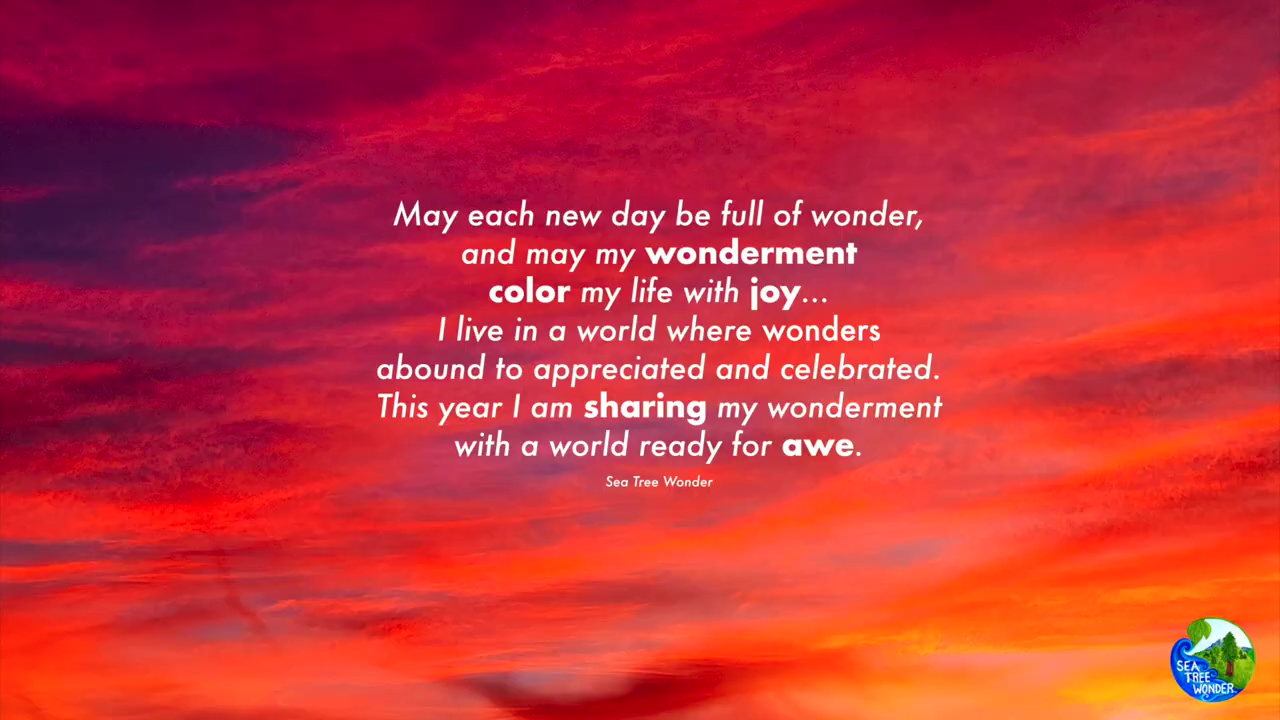 May each new day be full of wonder,
and may my wonderment
color my life with joy...
I live in a world where wonders
abound to appreciated and celebrated.
This year I am sharing my wonderment
with a world ready for awe.
Sea Tree Wonder
SEA
TREE
WONDER